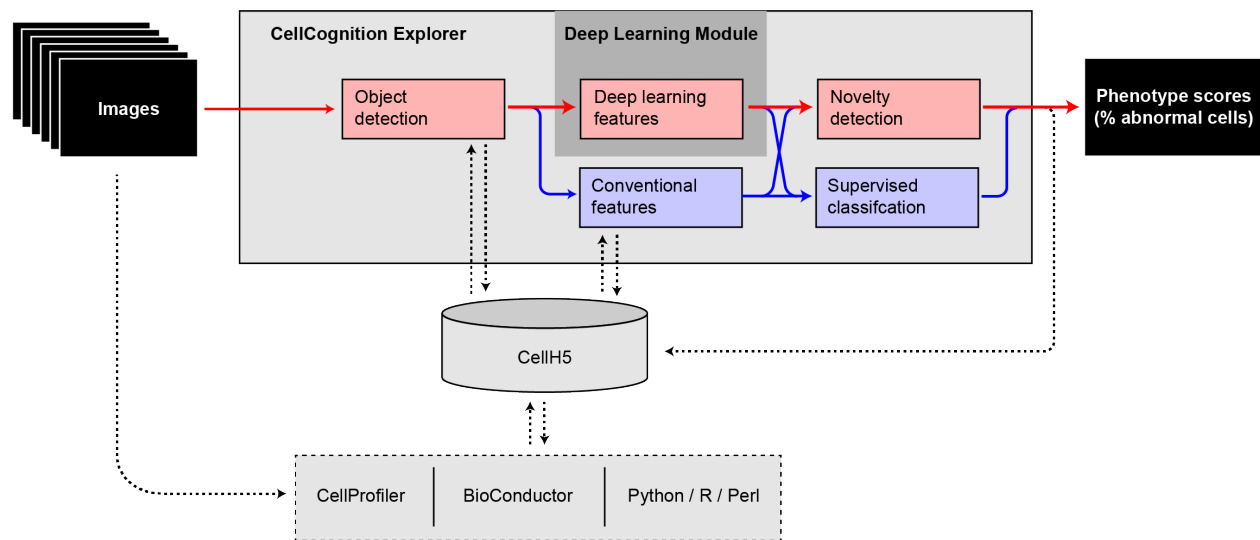 CellCognition Explorer
Deep Learning Module
Images
Object
detection
Deep learning
features
Novelty
detection
Phenotype scores
(% abnormal cells)
Conventional
features
Supervised
classifcation
CellH5
CellProfiler
BioConductor
Python / R / Perl